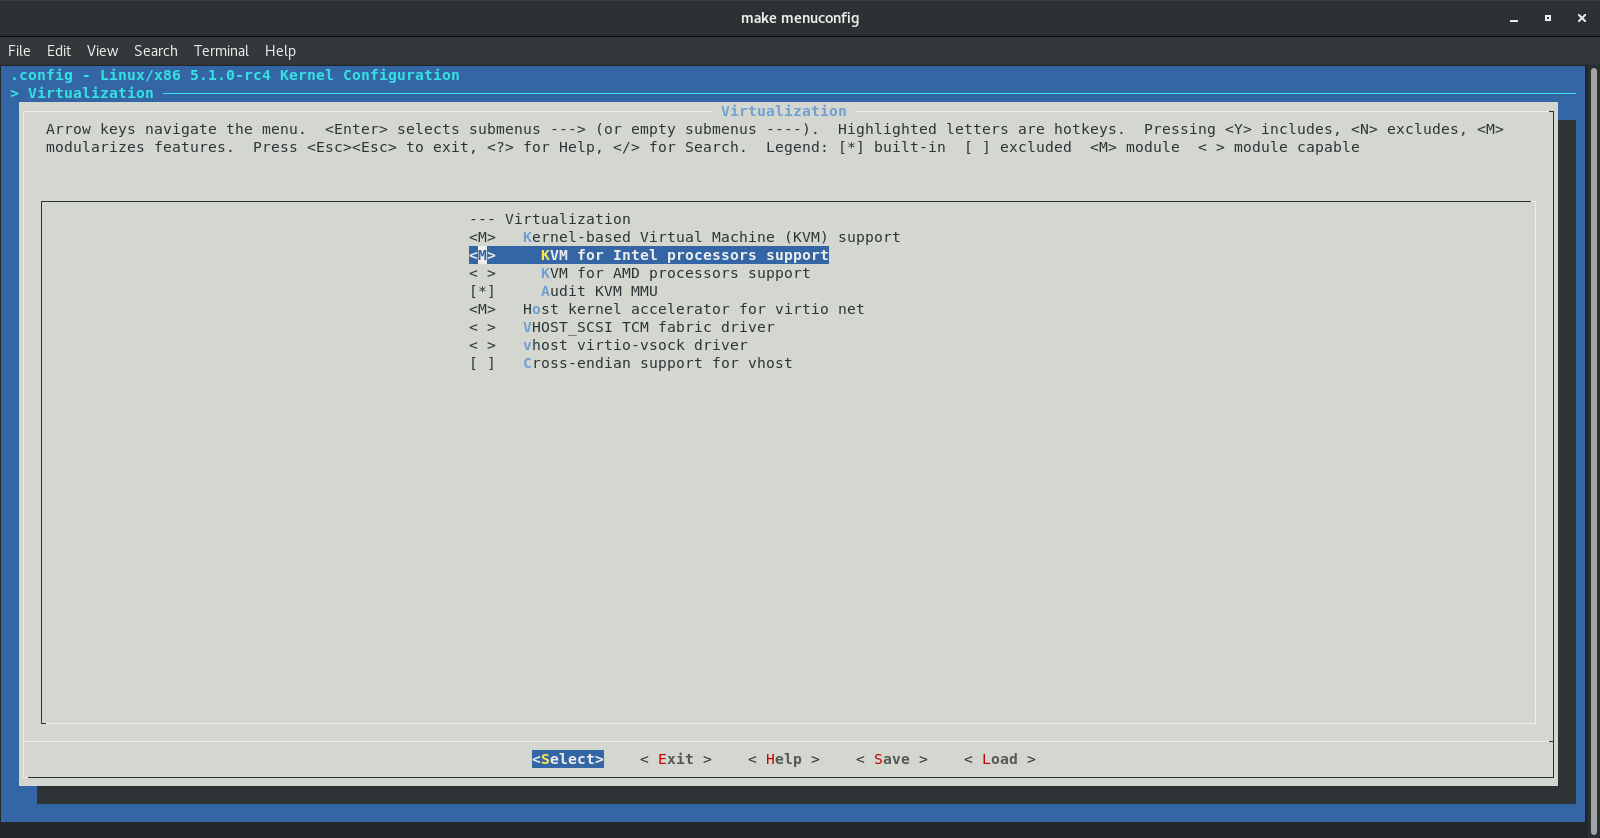 make menuconfig
File Edit View Search Terminal Help
.config - Linux/x86 5.1.0-rc4 Kernel Configuration
> Virtualization
Virtualization
Arrow keys navigate the menu.  <Enter> selects submenus ---> (or empty submenus ----).  Highlighted letters are hotkeys.  Pressing <Y> includes, <N> excludes, <M>
modularizes features.  Press <Esc><Esc> to exit, <?> for Help, </> for Search.  Legend: [*] built-in  [ ] excluded  <M> module  < > module capable
--- Virtualization
<M>   Kernel-based Virtual Machine (KVM) support
<M>     KVM for Intel processors support
< >     KVM for AMD processors support
[*]     Audit KVM MMU
<M>   Host kernel accelerator for virtio net
< >   VHOST_SCSI TCM fabric driver
< >   vhost virtio-vsock driver
[ ]   Cross-endian support for vhost
<Select>    < Exit >    < Help >    < Save >    < Load >